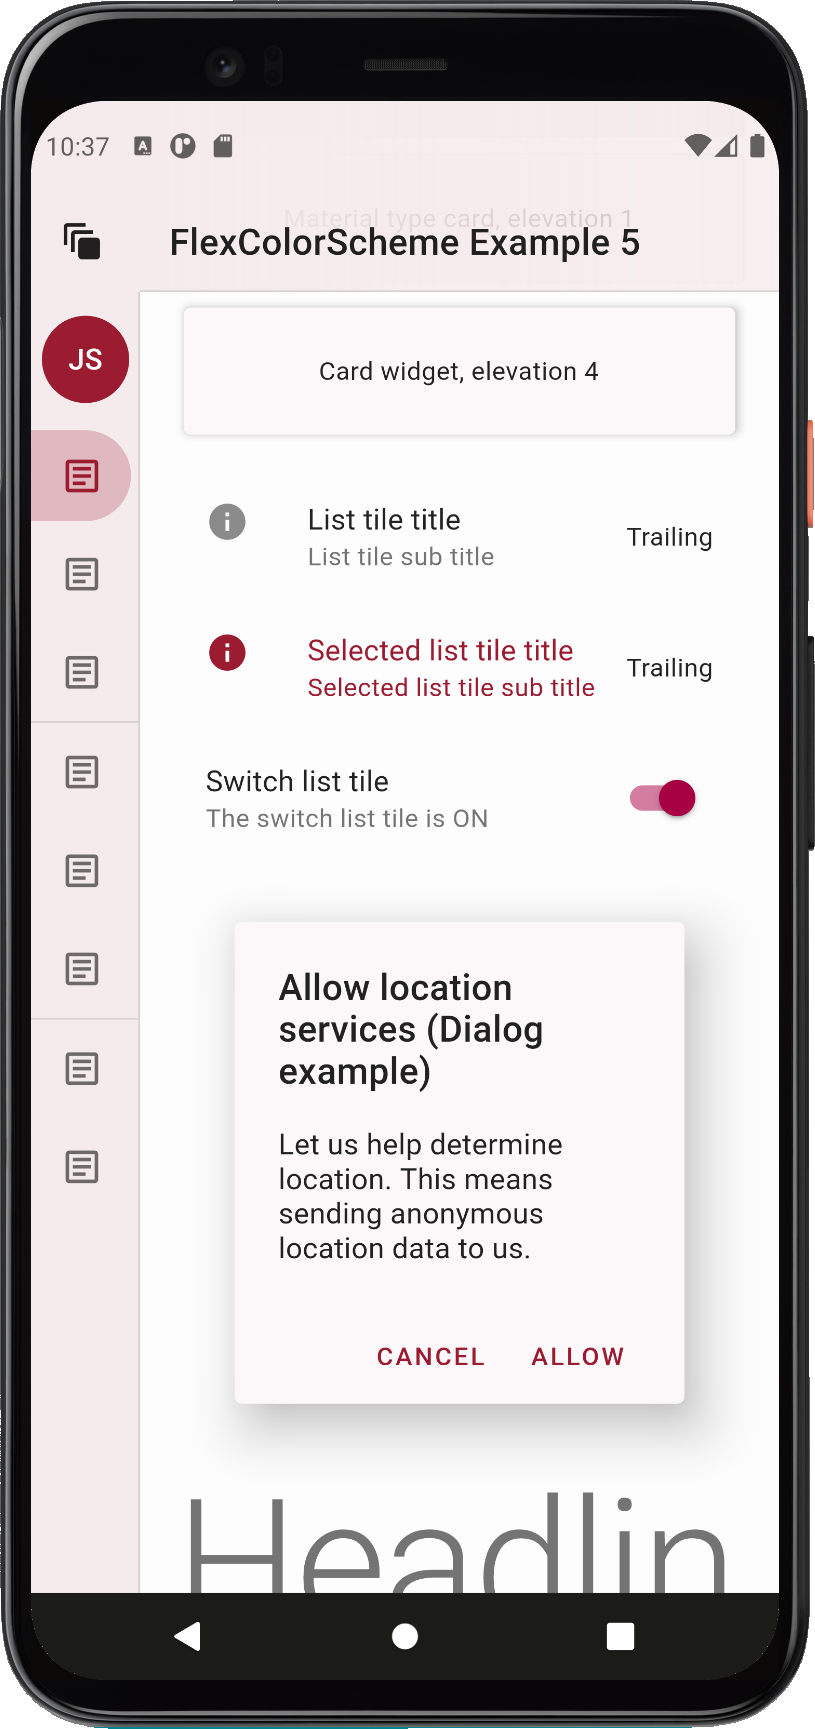 10:37
Material type card, elevation 1
FlexColorScheme Example 5
JS
Card widget, elevation 4
List tile title
List tile sub title
Trailing
Selected list tile title
Selected list tile sub title
Trailing
Switch list tile
The switch list tile is ON
Allow location
services (Dialog
example)
Let us help determine
location. This means
sending anonymous
location data to us.
CANCEL ALLOW
Headlin